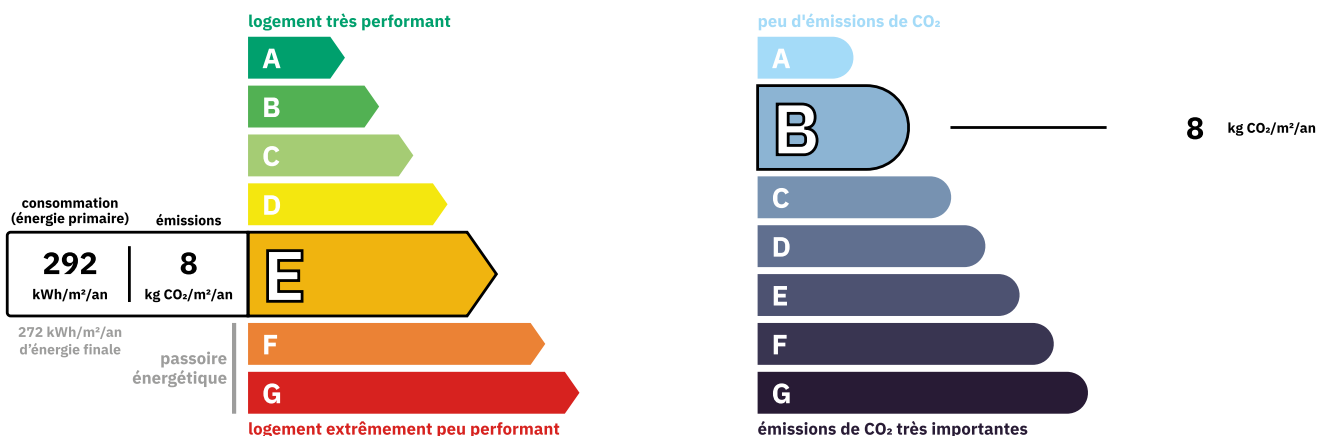 logement très performant
A
B
C
D
consommation
(énergie primaire)
émissions
292
kWh/m²/an
8
kg CO₂/m²/an
E
272 kWh/m²/an
d'énergie finale
passoire
énergétique
F
G
logement extrêmement peu performant
peu d'émissions de CO₂
A
B
8 kg CO₂/m²/an
C
D
E
F
G
émissions de CO₂ très importantes